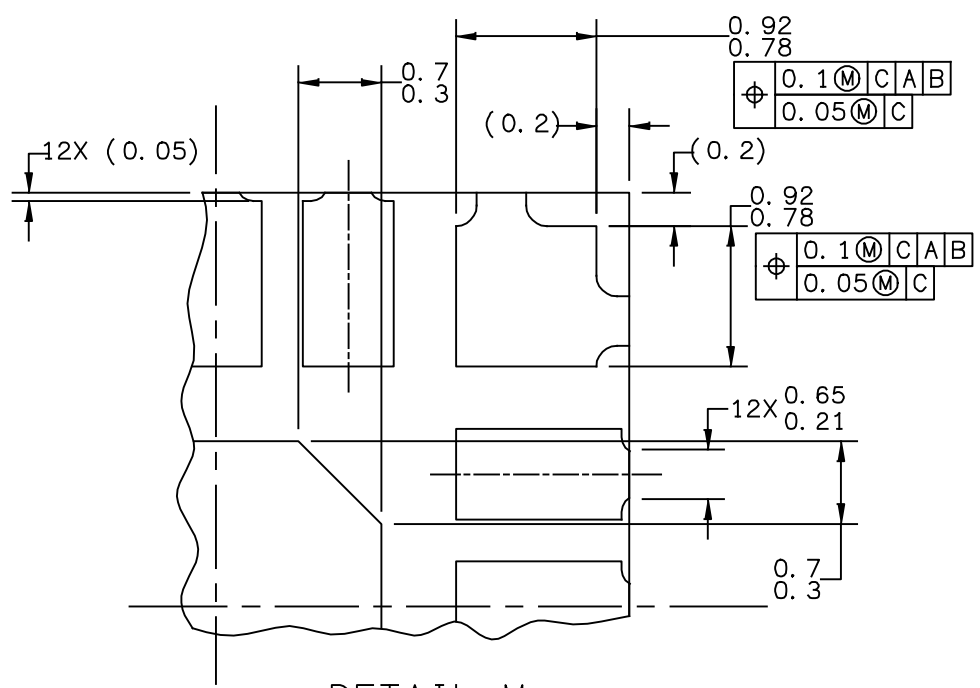 0.92
0.78
0.1Ⓜ C A B
0.05Ⓜ C
0.7
0.3
(0.2)
(0.2)
12X (0.05)
0.92
0.78
0.1Ⓜ C A B
0.05Ⓜ C
12X 0.65
0.21
0.7
0.3
DETAIL M